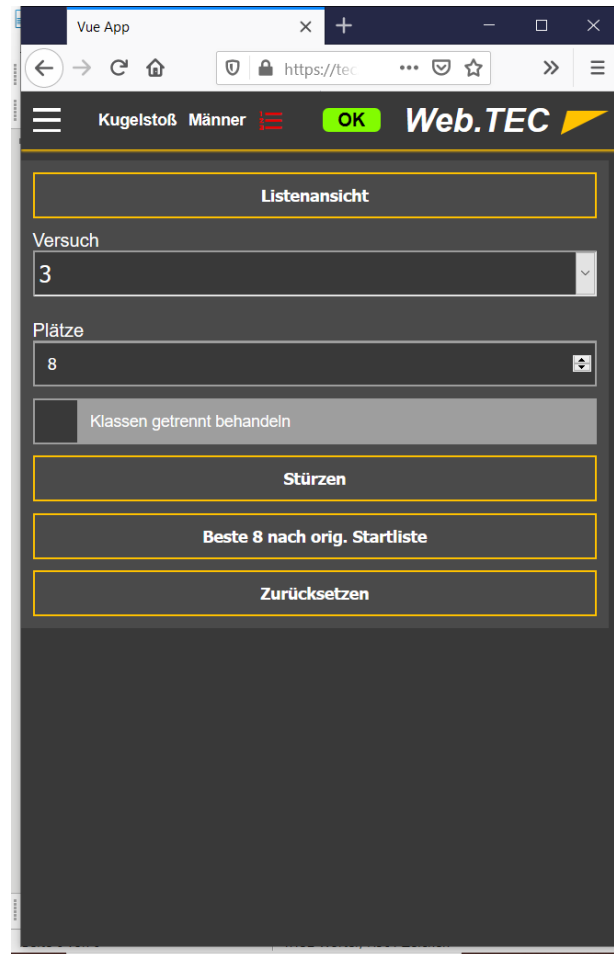 Vue App
https://tec
Kugelstoß Männer
OK
Web.TEC
Listenansicht
Versuch
3
Plätze
8
Klassen getrennt behandeln
Stürzen
Beste 8 nach orig. Startliste
Zurücksetzen